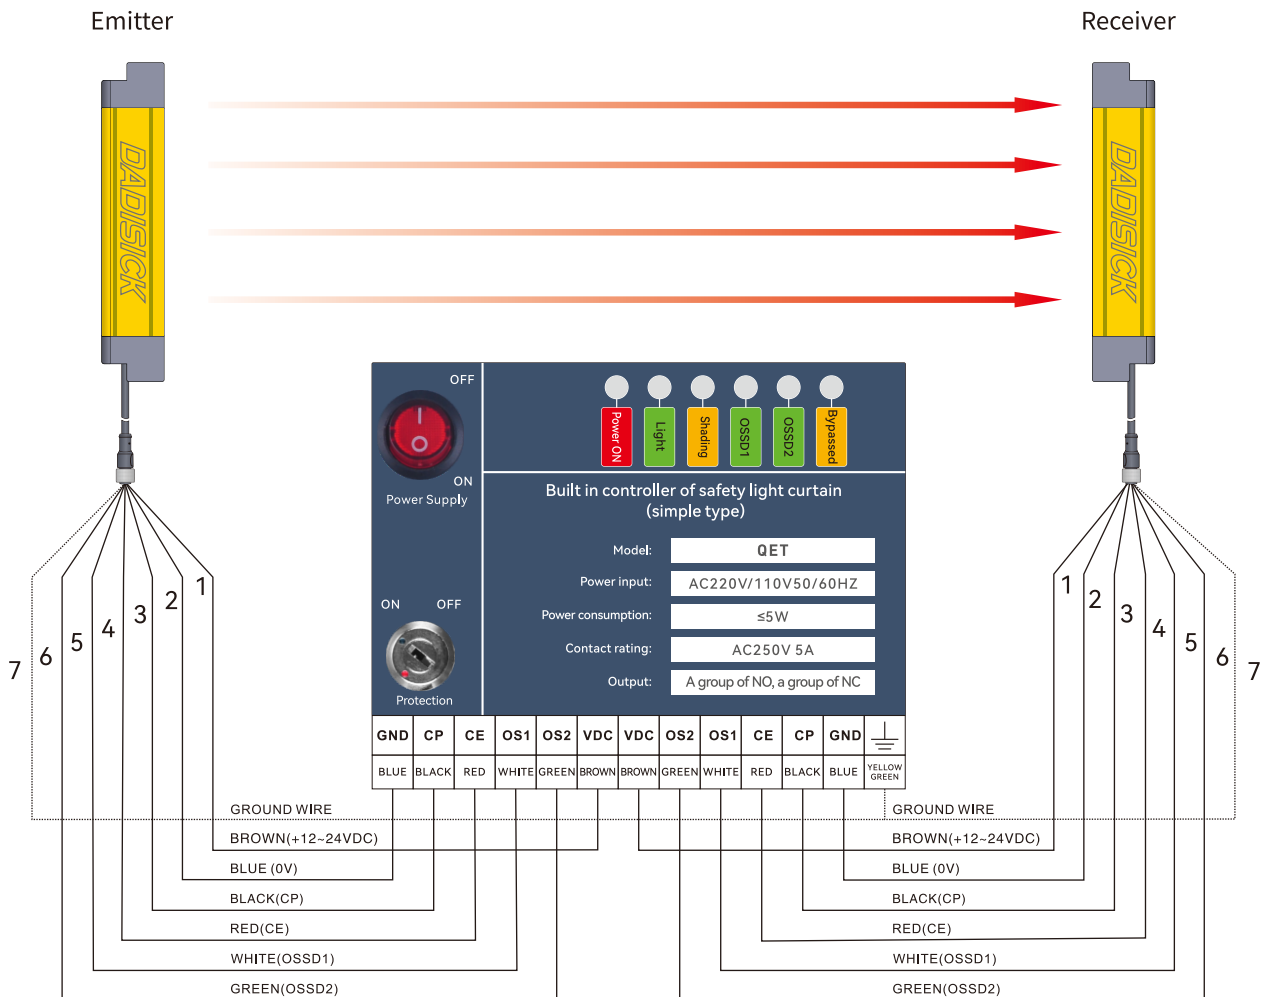 Emitter
Receiver
DADISICK
DADISICK
OFF
ON
Power Supply
Power ON
Light
Shading
OSSD1
OSSD2
Bypassed
Built in controller of safety light curtain
(simple type)
Model: QET
Power input: AC220V/110V50/60HZ
Power consumption: ≤5W
Contact rating: AC250V 5A
Output: A group of NO, a group of NC
ON OFF
Protection
GND CP CE OS1 OS2 VDC VDC OS2 OS1 CE CP GND
BLUE BLACK RED WHITE GREEN BROWN BROWN GREEN WHITE RED BLACK BLUE YELLOW GREEN
7 6 5 4 3 2 1
1 2 3 4 5 6 7
GROUND WIRE GROUND WIRE
BROWN(+12~24VDC) BROWN(+12~24VDC)
BLUE (0V) BLUE (0V)
BLACK(CP) BLACK(CP)
RED(CE) RED(CE)
WHITE(OSSD1) WHITE(OSSD1)
GREEN(OSSD2) GREEN(OSSD2)